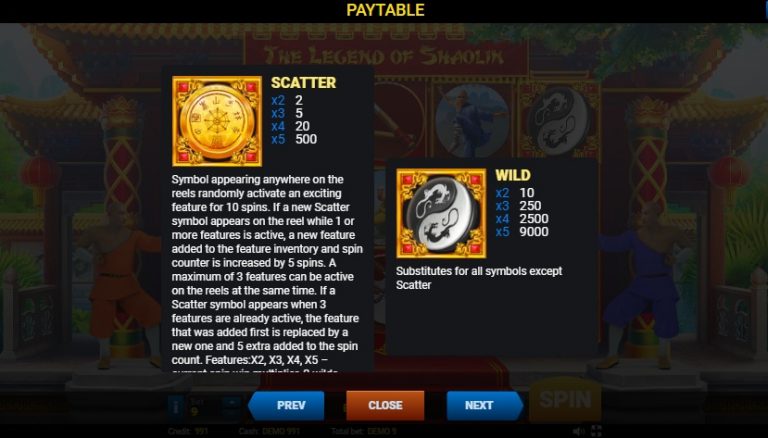 PAYTABLE
THE LEGEND OF SHAOLIN
SCATTER
x2 2
x3 5
x4 20
x5 500
Symbol appearing anywhere on the
reels randomly activate an exciting
feature for 10 spins. If a new Scatter
symbol appears on the reel while 1 or
more features is active, a new feature
added to the feature inventory and spin
counter is increased by 5 spins. A
maximum of 3 features can be active
on the reels at the same time. If a
Scatter symbol appears when 3
features are already active, the feature
that was added first is replaced by a
new one and 5 extra added to the spin
count. Features:X2, X3, X4, X5 –
current spin win multiplier, 2 wilds
WILD
x2 10
x3 250
x4 2500
x5 9000
Substitutes for all symbols except
Scatter
Bet
9
PREV
CLOSE
NEXT
SPIN
Credit: 991
Cash: DEMO 991
Total bet: DEMO 9